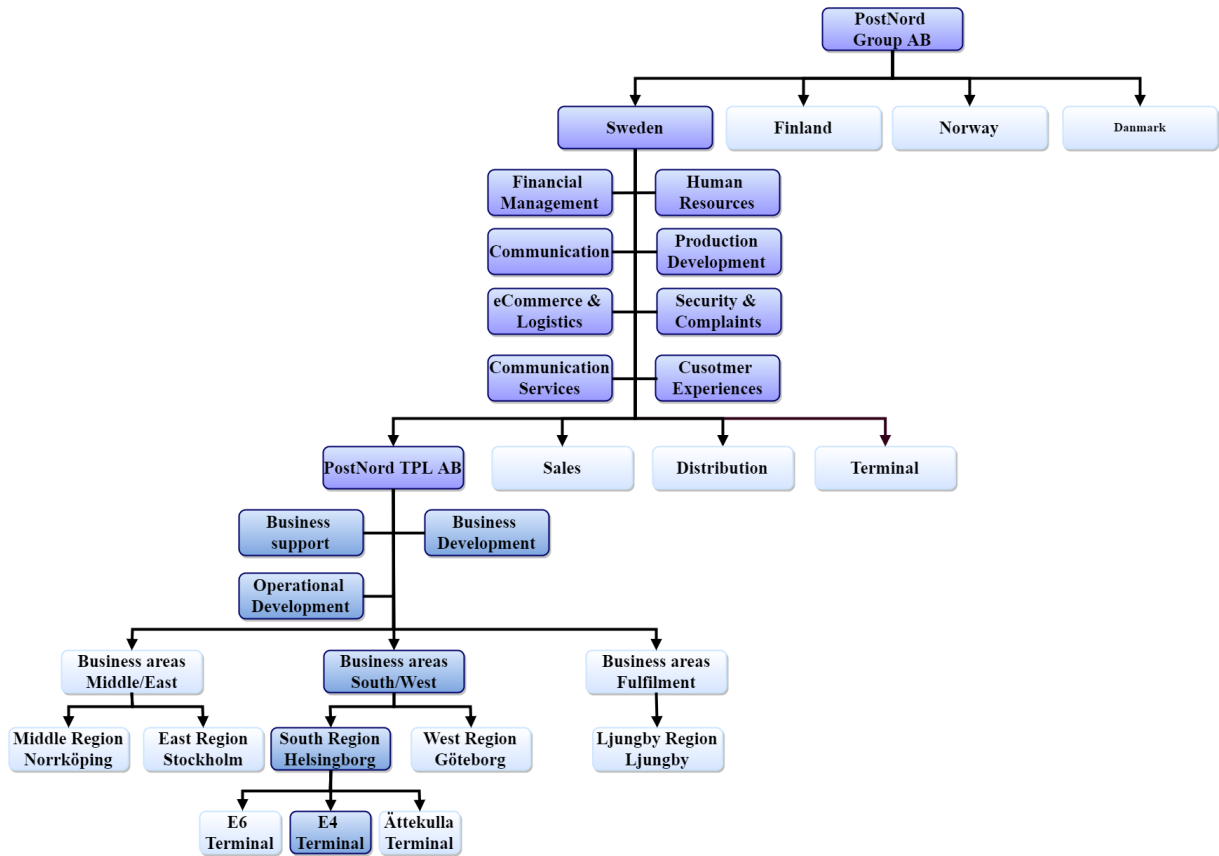 PostNord
Group AB
Sweden
Finland
Norway
Danmark
Financial
Management
Human
Resources
Communication
Production
Development
eCommerce &
Logistics
Security &
Complaints
Communication
Services
Cusotmer
Experiences
PostNord TPL AB
Sales
Distribution
Terminal
Business
support
Business
Development
Operational
Development
Business areas
Middle/East
Business areas
South/West
Business areas
Fulfilment
Middle Region
Norrköping
East Region
Stockholm
South Region
Helsingborg
West Region
Göteborg
Ljungby Region
Ljungby
E6
Terminal
E4
Terminal
Ättekulla
Terminal